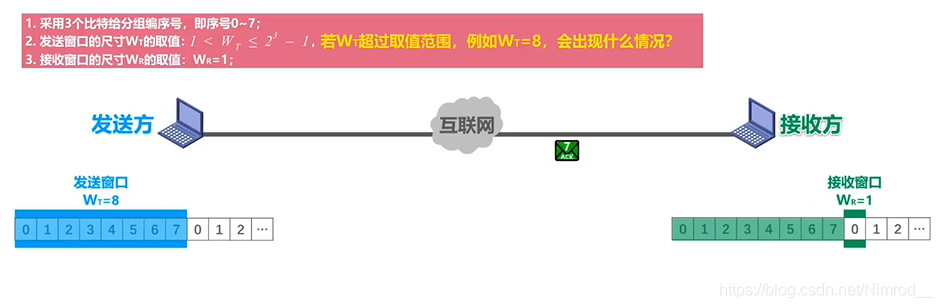 1. 采用3个比特给分组编序号，即序号0~7；
2. 发送窗口的尺寸WT的取值：1 < WT ≤ 2³ − 1，若WT超过取值范围，例如WT=8，会出现什么情况？
3. 接收窗口的尺寸WR的取值：WR=1；
发送方
互联网
接收方
7
ACK
发送窗口
WT=8
接收窗口
WR=1
0 1 2 3 4 5 6 7 0 1 2 ...
0 1 2 3 4 5 6 7 0 1 2 ...
https://blog.csdn.net/Nimrod__